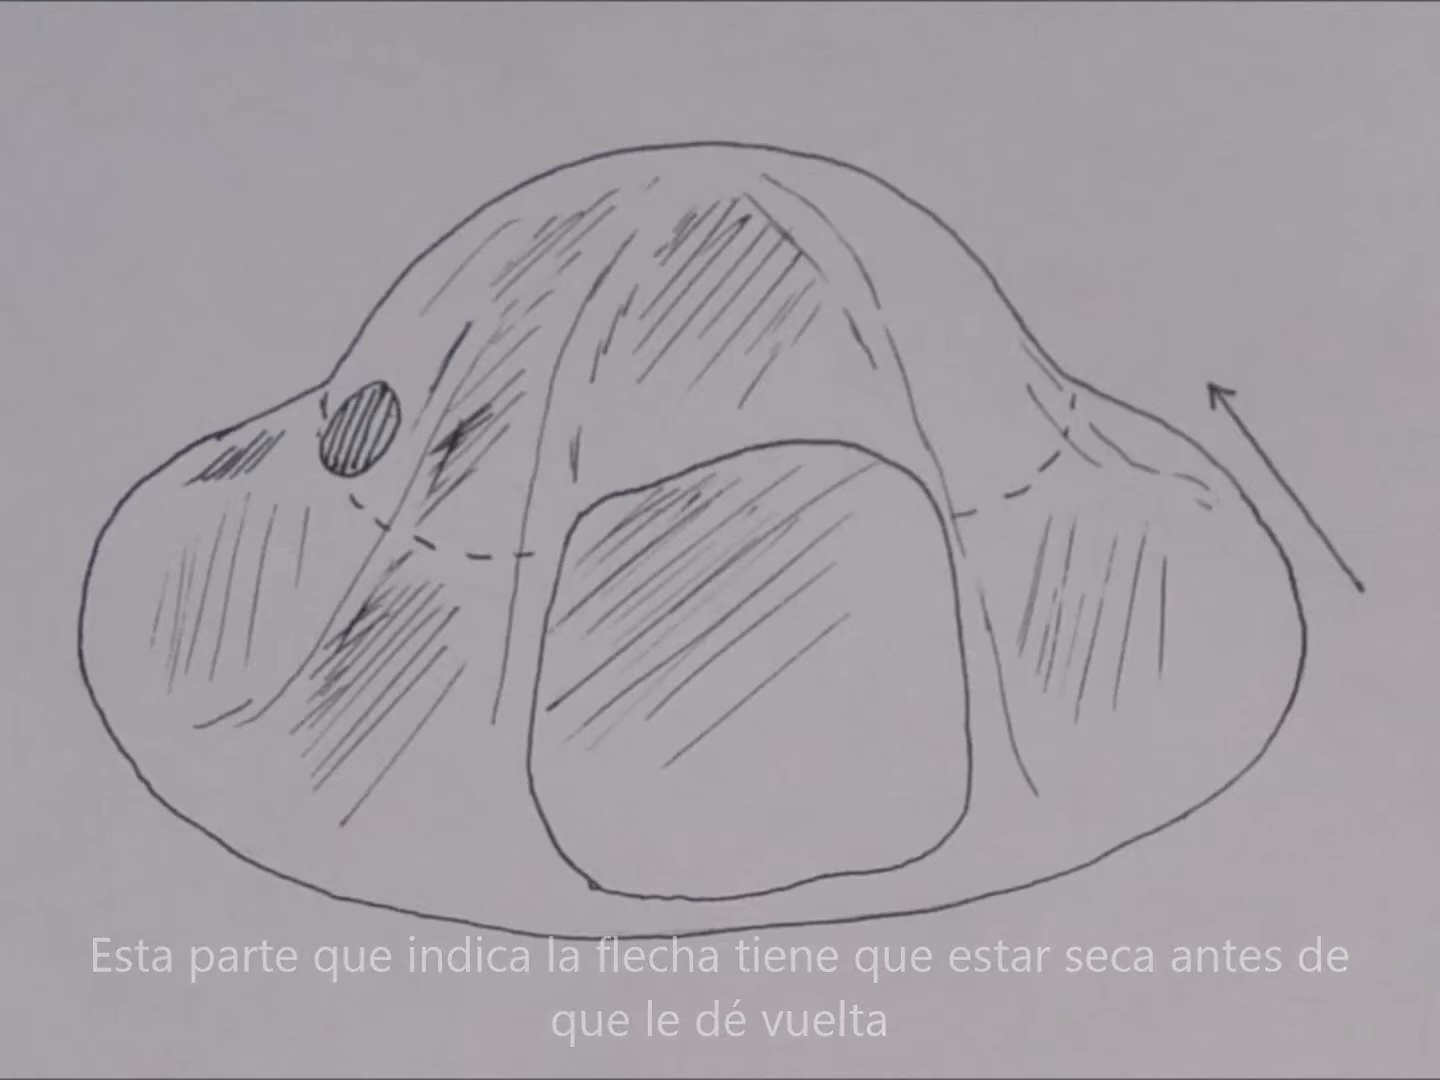 Esta parte que indica la flecha tiene que estar seca antes de
que le dé vuelta